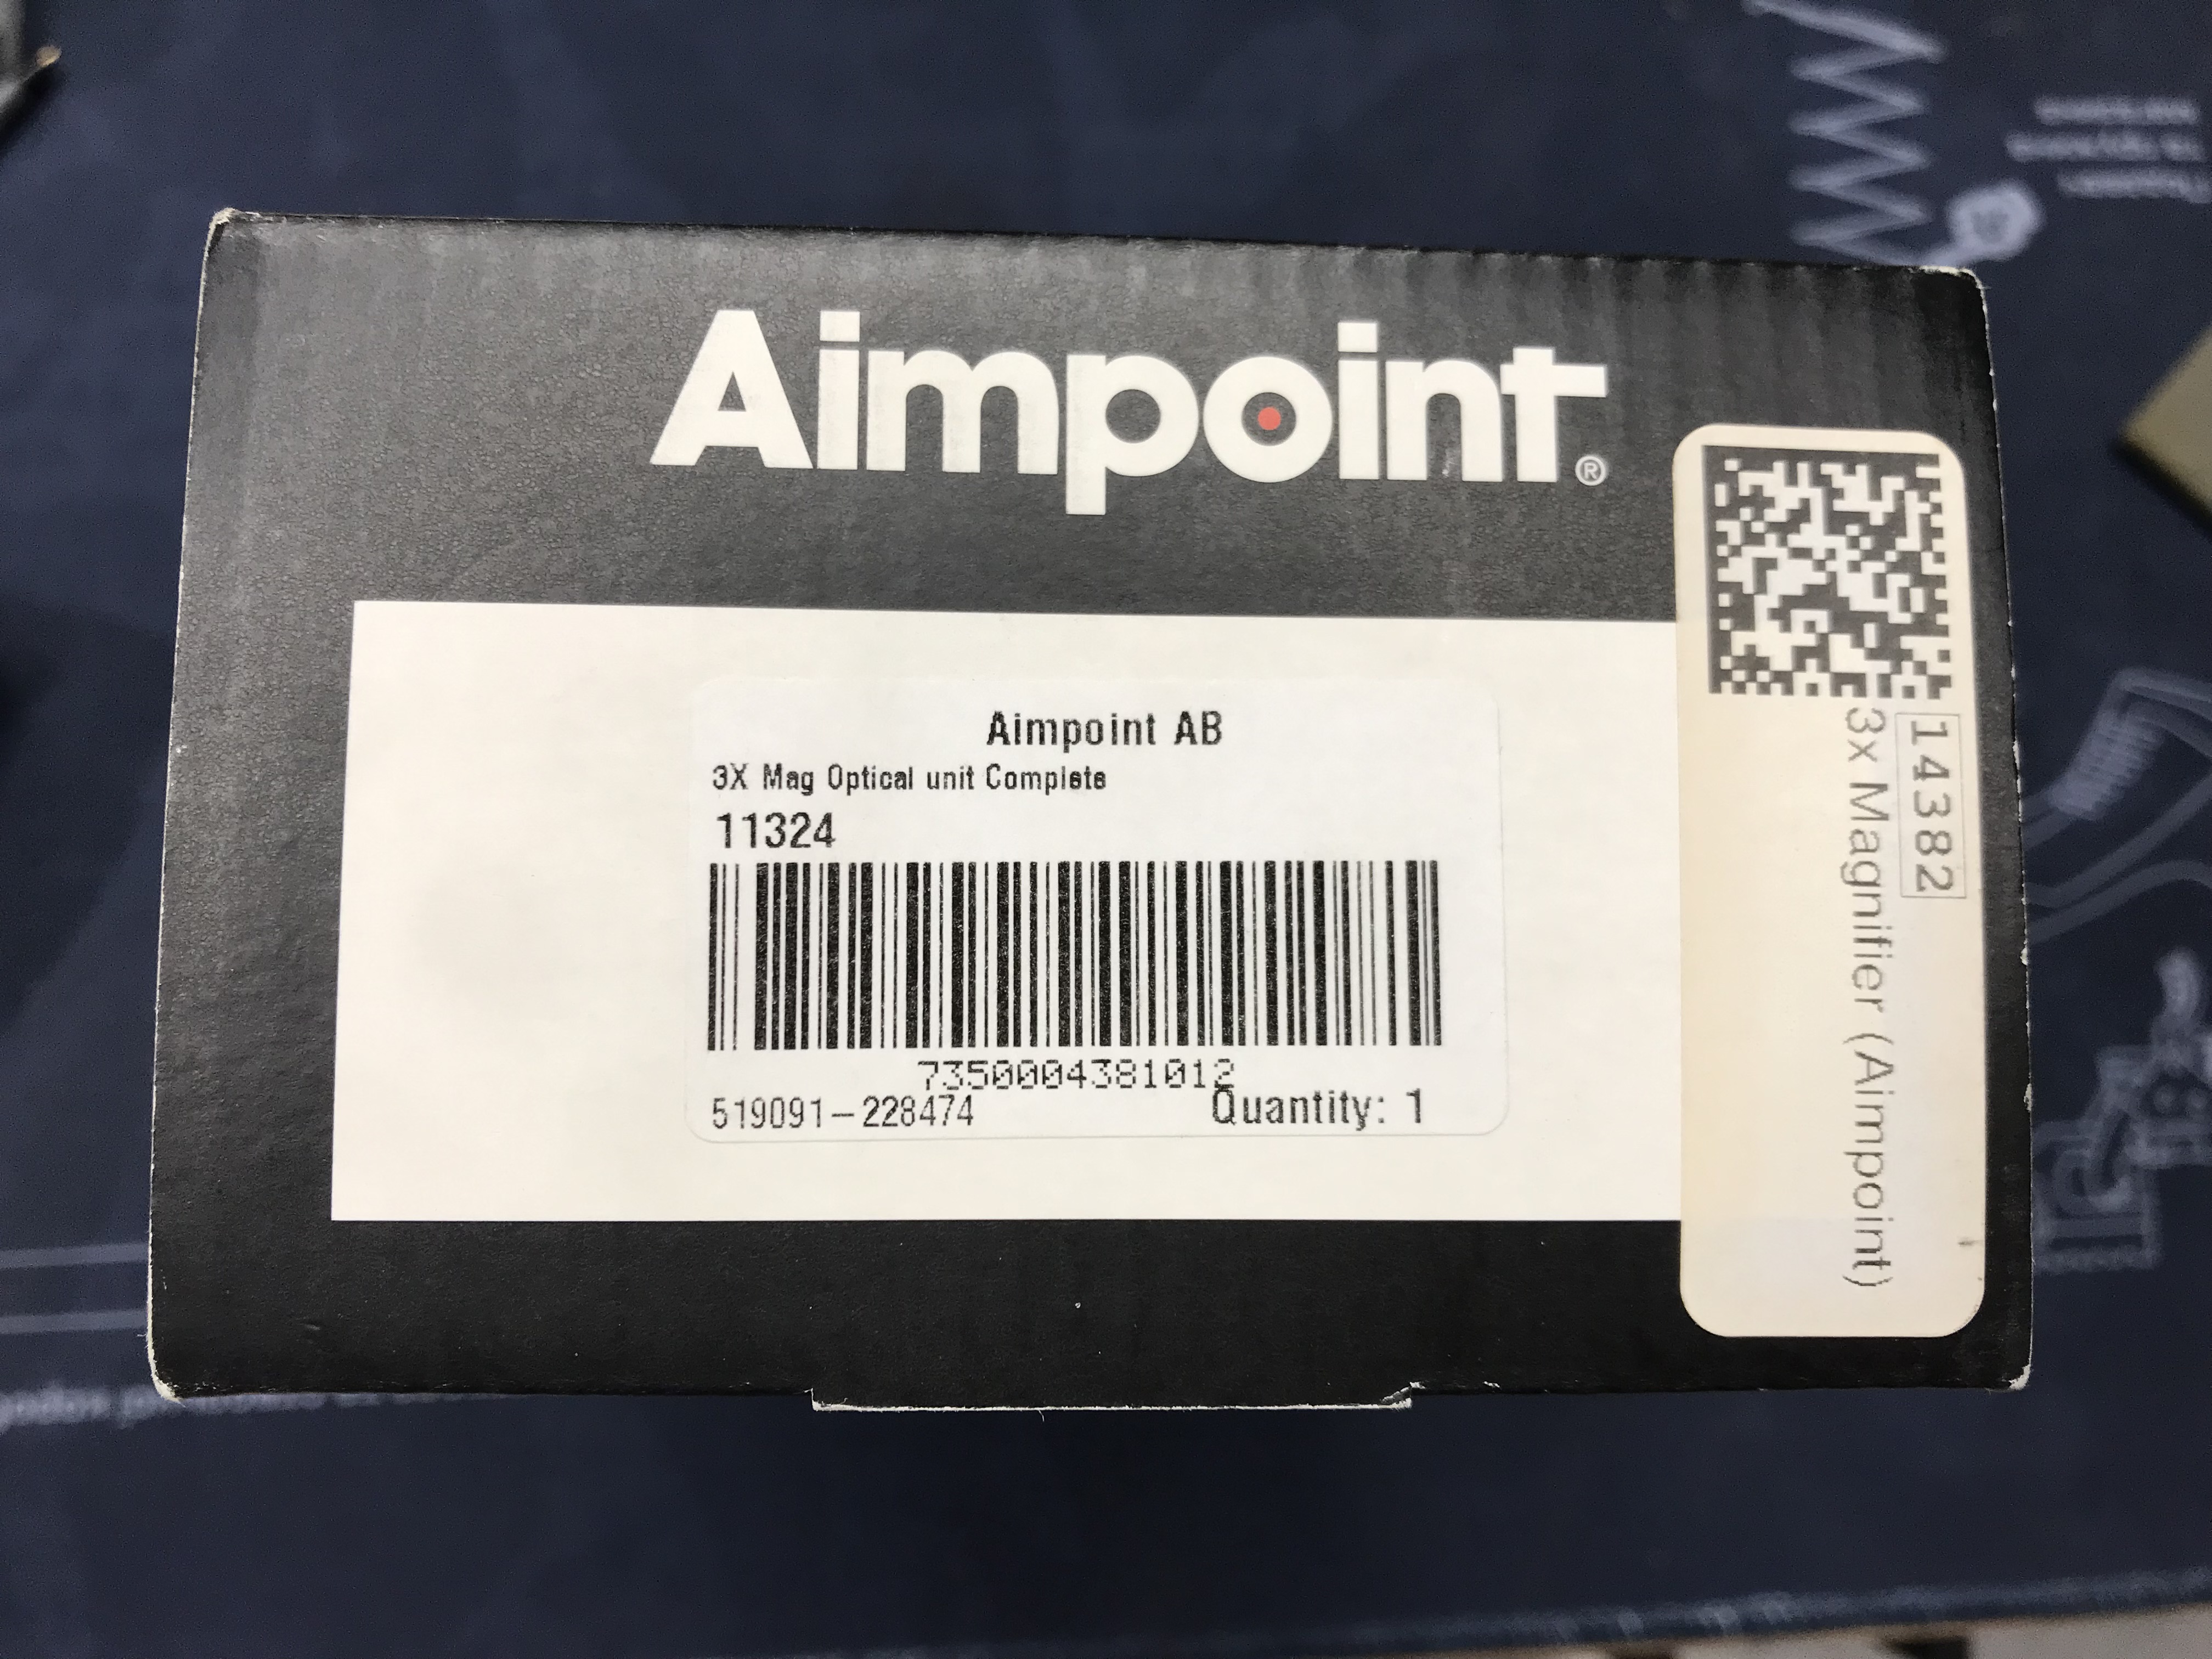 Aimpoint®
Aimpoint AB
3X Mag Optical unit Complete
11324
7350004381012
519091-228474
Quantity: 1
14382
3x Magnifier (Aimpoint)